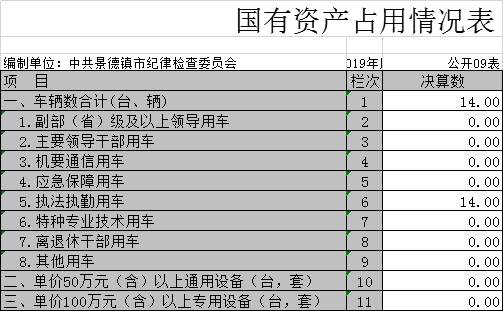 国有资产占用情况表
编制单位：中共景德镇市纪律检查委员会 019年 公开09表
项 目 栏次 决算数
一、车辆数合计(台、辆) 1 14.00
1.副部（省）级及以上领导用车 2 0.00
2.主要领导干部用车 3 0.00
3.机要通信用车 4 0.00
4.应急保障用车 5 0.00
5.执法执勤用车 6 14.00
6.特种专业技术用车 7 0.00
7.离退休干部用车 8 0.00
8.其他用车 9 0.00
二、单价50万元（含）以上通用设备（台，套） 10 0.00
三、单价100万元（含）以上专用设备（台，套） 11 0.00